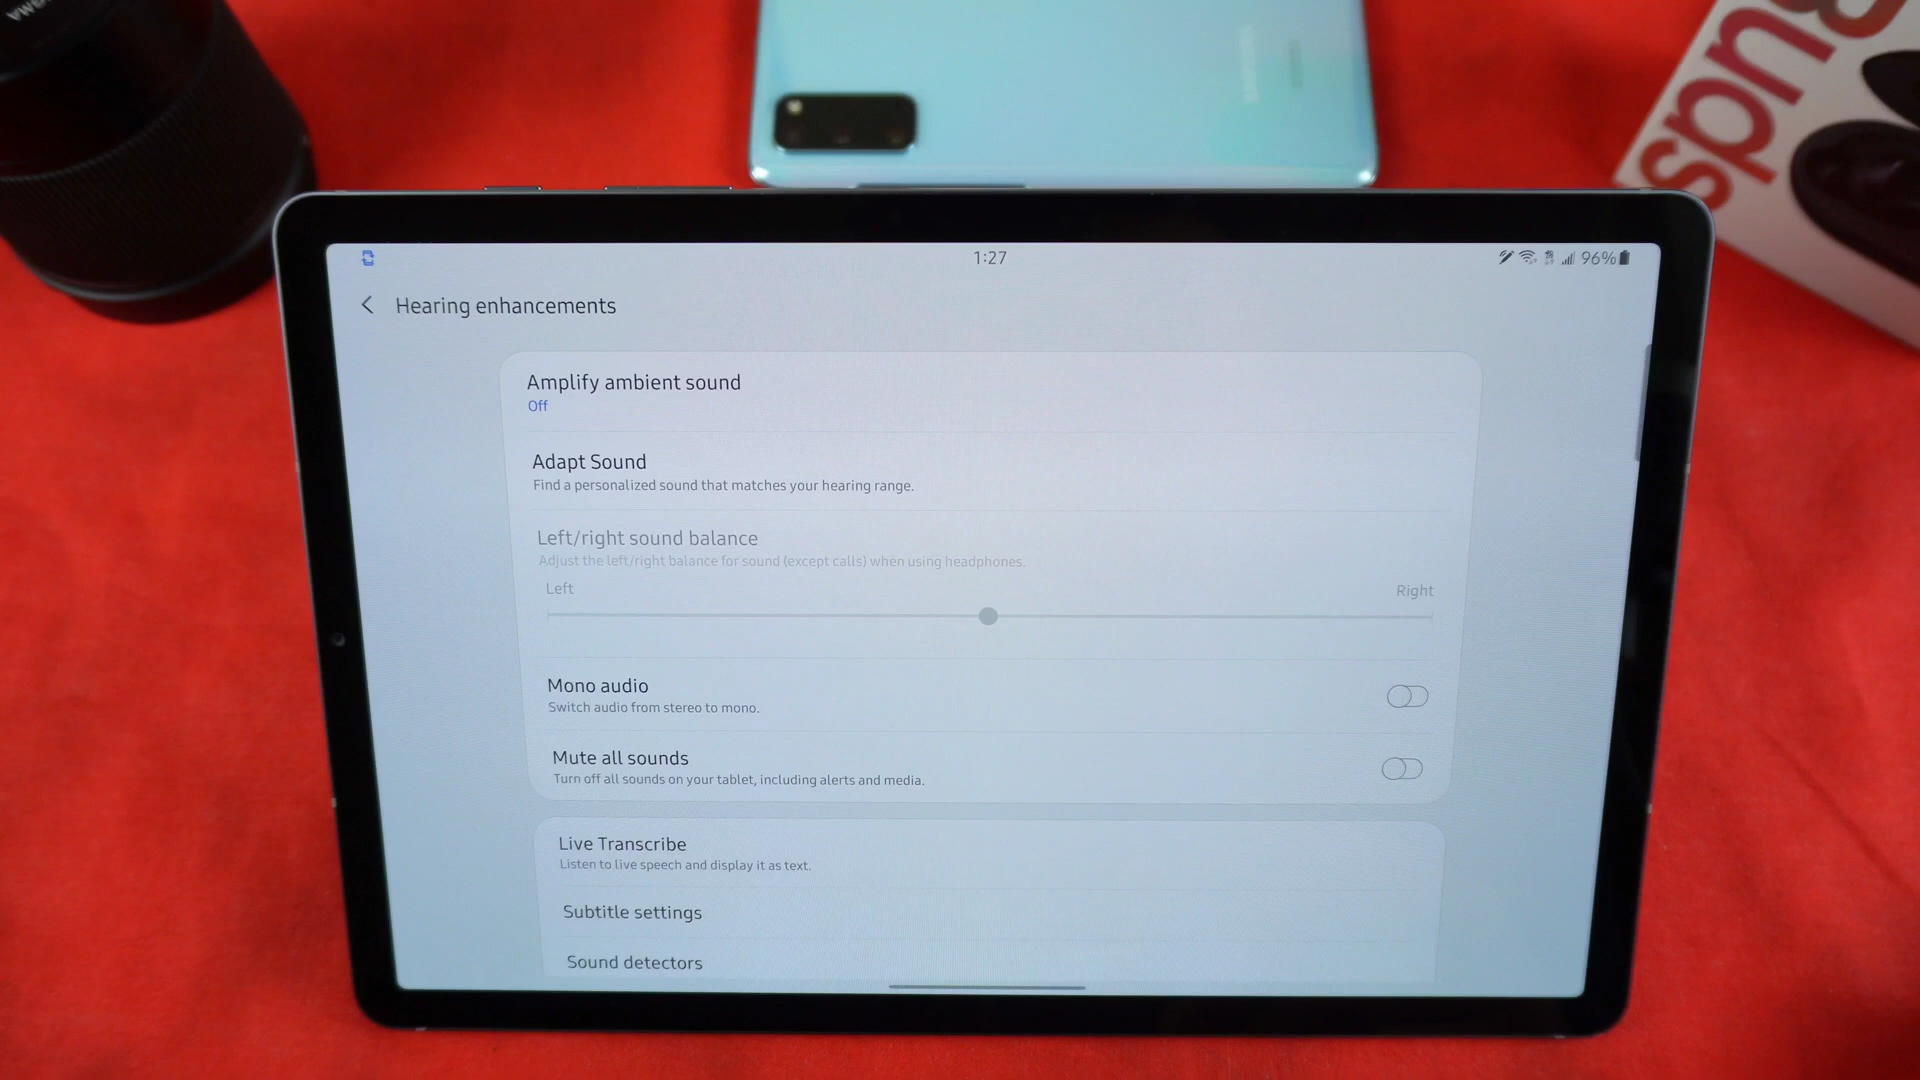 SAMSUNG
Buds
1:27
96%
Hearing enhancements
Amplify ambient sound
Off
Adapt Sound
Find a personalized sound that matches your hearing range.
Left/right sound balance
Adjust the left/right balance for sound (except calls) when using headphones.
Left
Right
Mono audio
Switch audio from stereo to mono.
Mute all sounds
Turn off all sounds on your tablet, including alerts and media.
Live Transcribe
Listen to live speech and display it as text.
Subtitle settings
Sound detectors